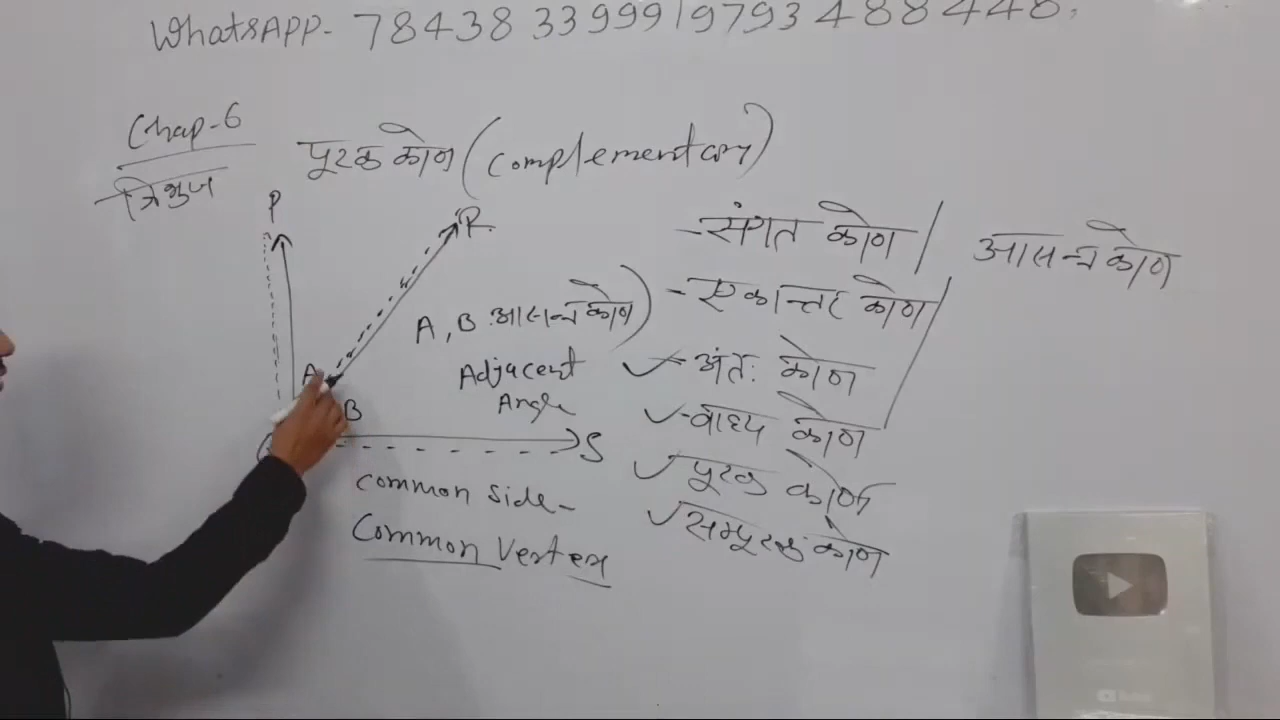 WhatsAPP- 7843833999/9793488448.
Chap-6
त्रिभुज
पूरक कोण (complementary)
P
R
A
B
S
A, B आसन्न कोण)
Adjacent
Angle
common side-
Common Vertex
-संगत कोण
-एकान्तर कोण
-अंतः कोण
-वाह्य कोण
पूरक कोण
सम्पूरक कोण
आसन्न कोण